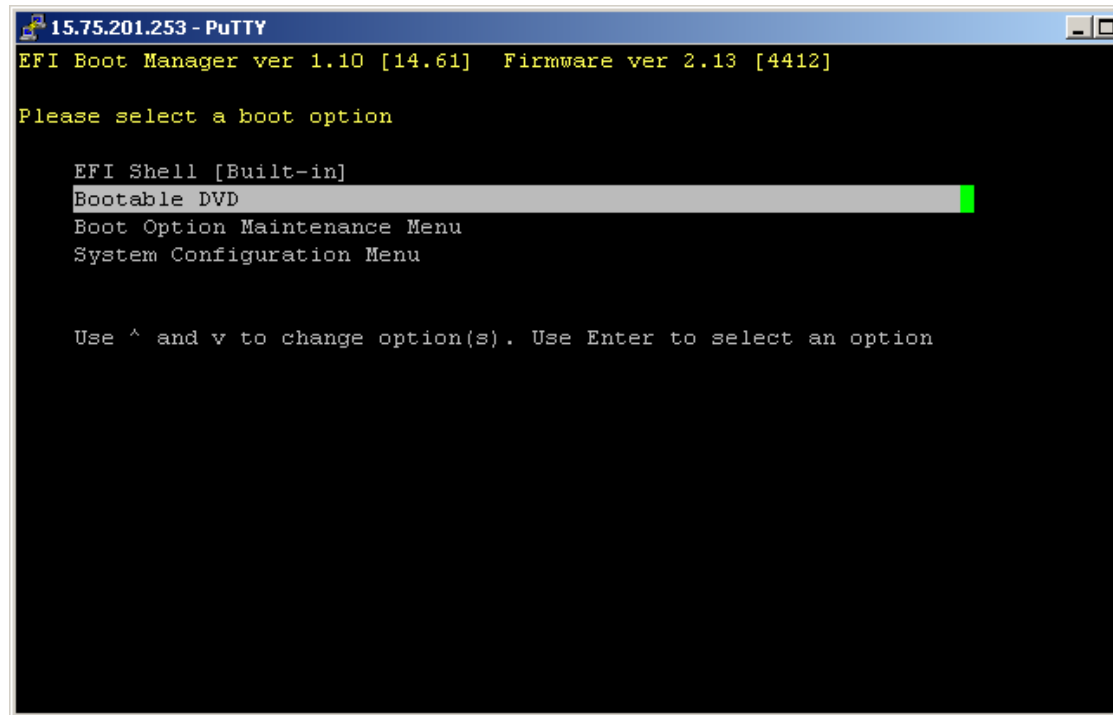 15.75.201.253 - PuTTY
EFI Boot Manager ver 1.10 [14.61]  Firmware ver 2.13 [4412]
Please select a boot option
EFI Shell [Built-in]
Bootable DVD
Boot Option Maintenance Menu
System Configuration Menu
Use ^ and v to change option(s). Use Enter to select an option